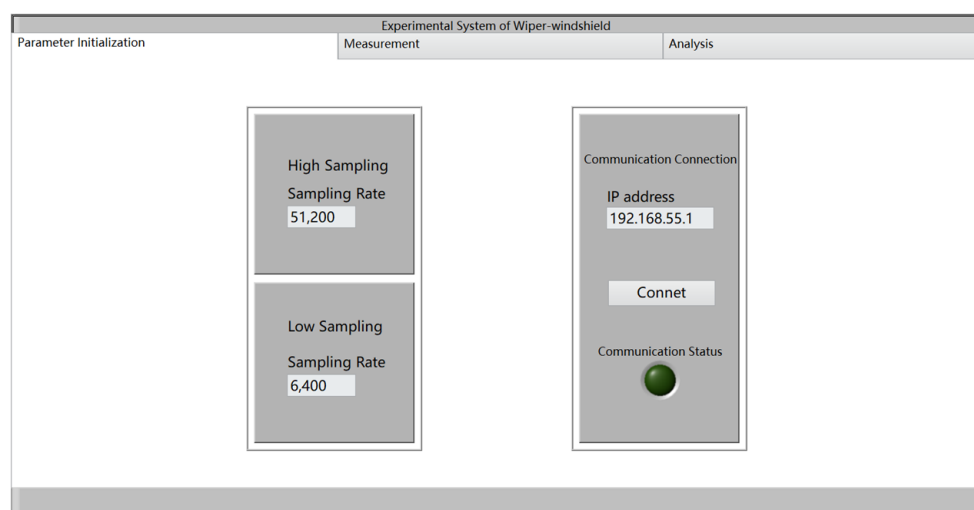 Experimental System of Wiper-windshield
Parameter Initialization
Measurement
Analysis
High Sampling
Sampling Rate
51,200
Low Sampling
Sampling Rate
6,400
Communication Connection
IP address
192.168.55.1
Connet
Communication Status